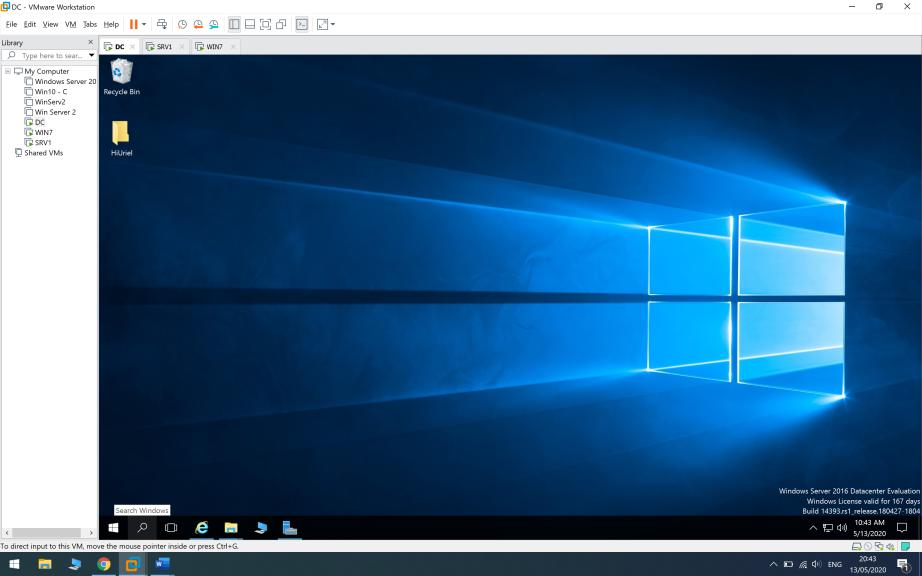 DC - VMware Workstation
File Edit View VM Tabs Help
Library
Type here to sear...
My Computer
Windows Server 20
Win10 - C
WinServ2
Win Server 2
DC
WIN7
SRV1
Shared VMs
DC SRV1 WIN7
Recycle Bin
HiUriel
Windows Server 2016 Datacenter Evaluation
Windows License valid for 167 days
Build 14393.rs1_release.180427-1804
Search Windows
10:43 AM
5/13/2020
To direct input to this VM, move the mouse pointer inside or press Ctrl+G.
ENG
20:43
13/05/2020